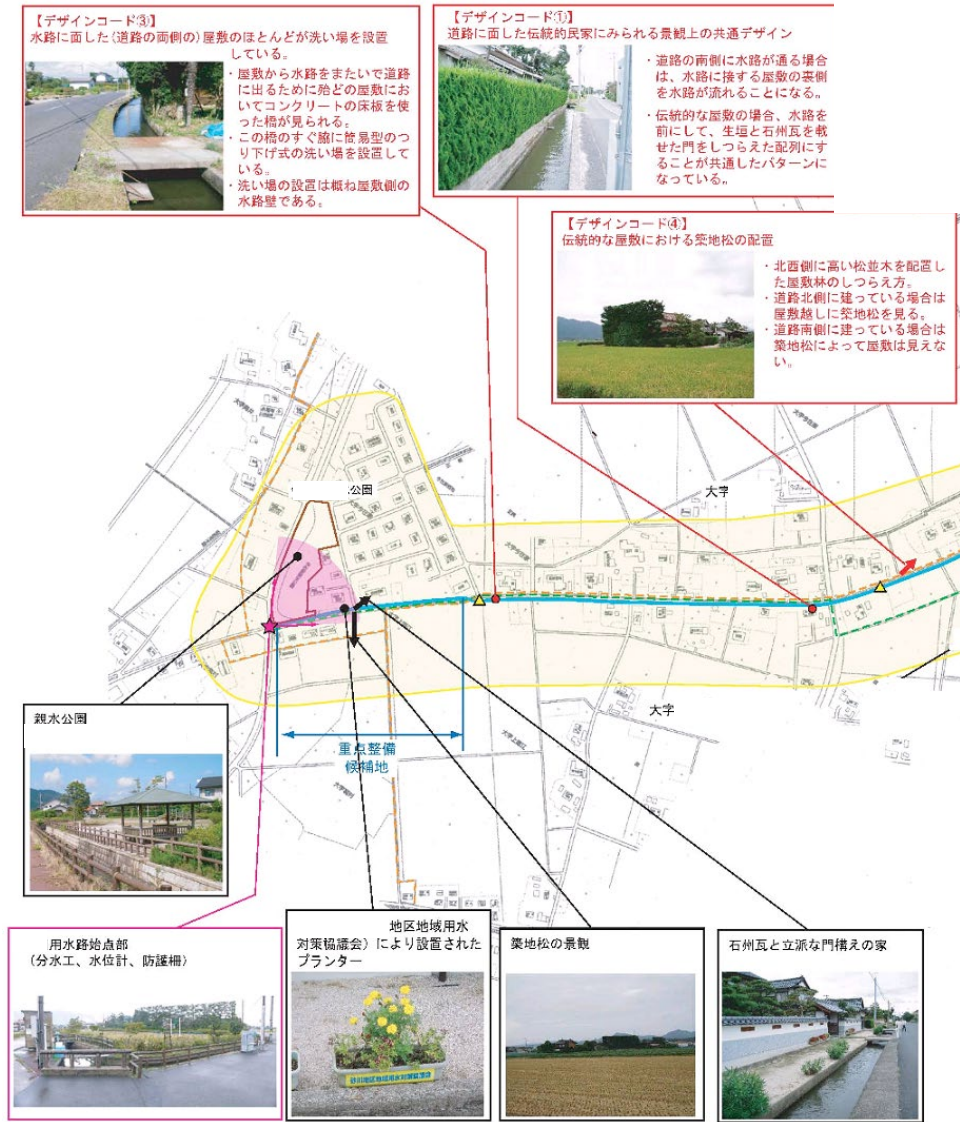 【デザインコード③】
水路に面した(道路の両側の)屋敷のほとんどが洗い場を設置
している。
・屋敷から水路をまたいで道路
に出るために殆どの屋敷にお
いてコンクリートの床板を使
った橋が見られる。
・この橋のすぐ脇に簡易型のつ
り下げ式の洗い場を設置して
いる。
・洗い場の設置は概ね屋敷側の
水路壁である。
【デザインコード①】
道路に面した伝統的民家にみられる景観上の共通デザイン
・道路の南側に水路が通る場合
は、水路に接する屋敷の裏側
を水路が流れることになる。
・伝統的な屋敷の場合、水路を
前にして、生垣と石州瓦を載
せた門をしつらえた配列にす
ることが共通したパターンに
なっている。
【デザインコード④】
伝統的な屋敷における築地松の配置
・北西側に高い松並木を配置し
た屋敷林のしつらえ方。
・道路北側に建っている場合は
屋敷越しに築地松を見る。
・道路南側に建っている場合は
築地松によって屋敷は見えな
い。
公園
大字
大字
重点整備
候補地
親水公園
用水路始点部
(分水工、水位計、防護柵)
地区地域用水
対策協議会)により設置された
プランター
築地松の景観
石州瓦と立派な門構えの家